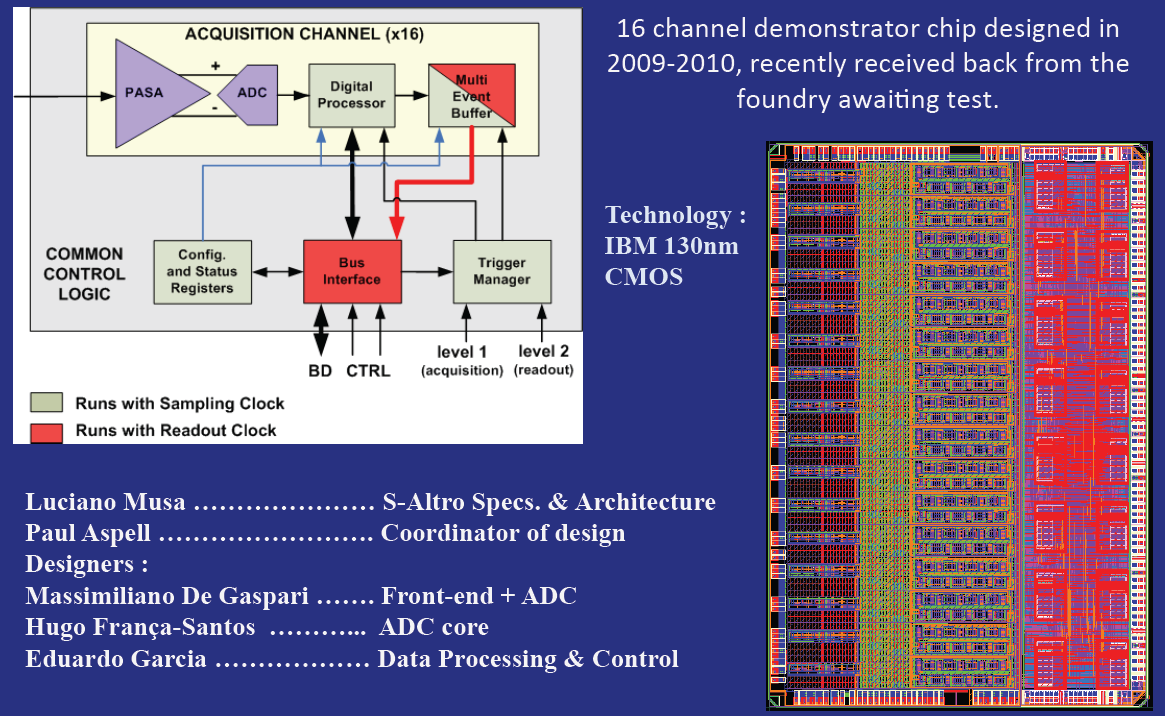 ACQUISITION CHANNEL (x16)
PASA
+
-
ADC
Digital
Processor
Multi
Event
Buffer
COMMON
CONTROL
LOGIC
Config.
and Status
Registers
Bus
Interface
Trigger
Manager
BD
CTRL
level 1
(acquisition)
level 2
(readout)
Runs with Sampling Clock
Runs with Readout Clock
16 channel demonstrator chip designed in
2009-2010, recently received back from the
foundry awaiting test.
Technology :
IBM 130nm
CMOS
Luciano Musa ………………… S-Altro Specs. & Architecture
Paul Aspell ……………………. Coordinator of design
Designers :
Massimiliano De Gaspari ……. Front-end + ADC
Hugo França-Santos ………... ADC core
Eduardo Garcia ……………… Data Processing & Control